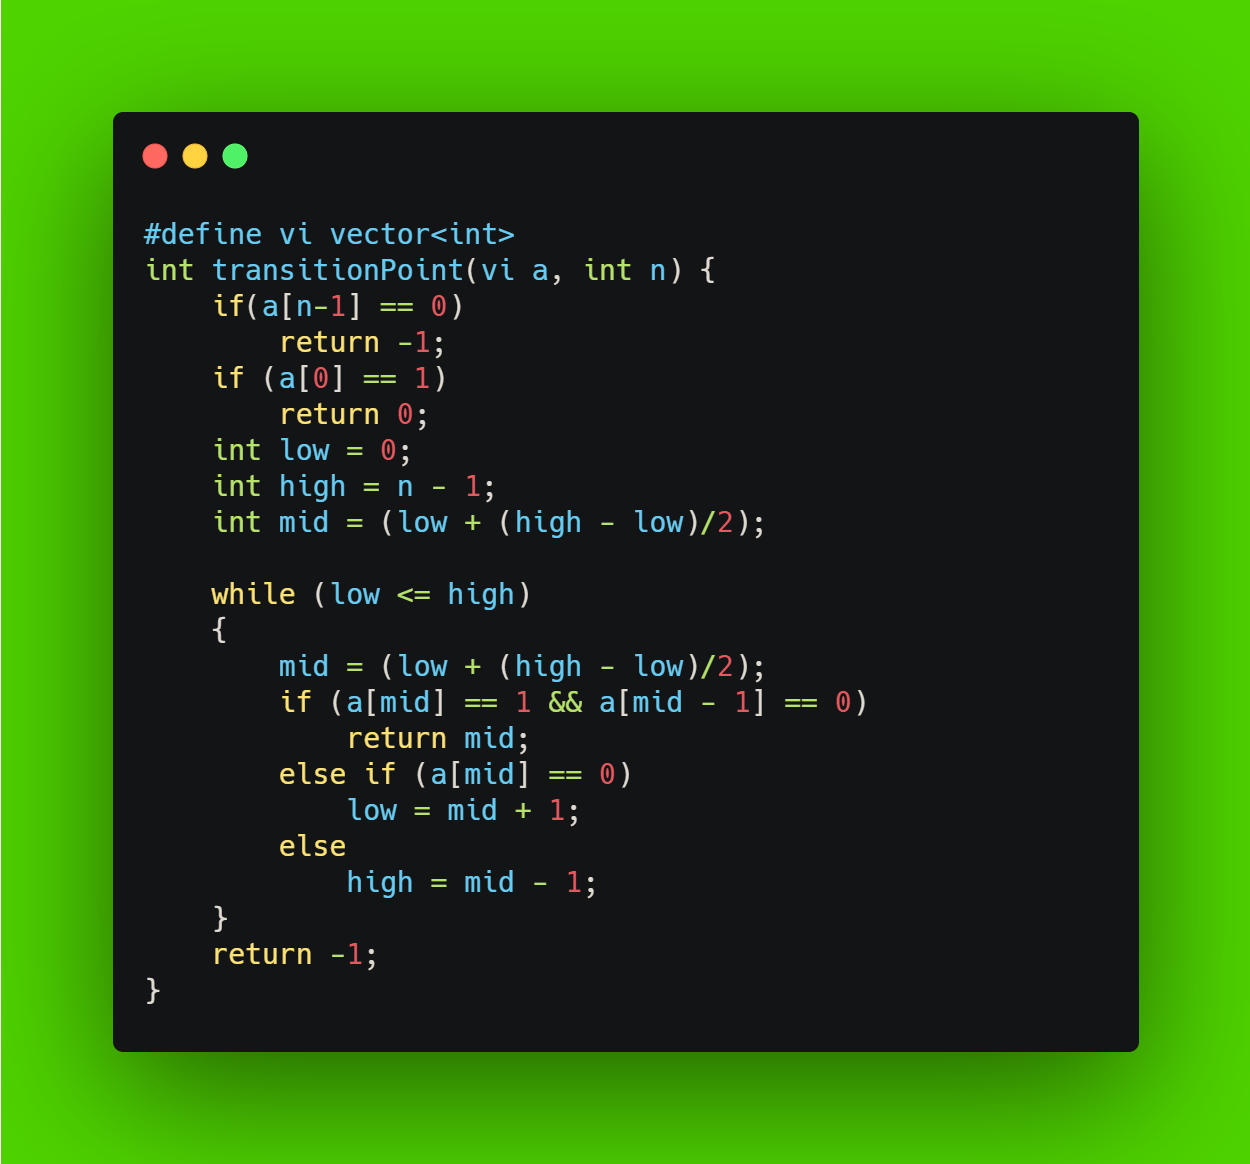 #define vi vector<int>
int transitionPoint(vi a, int n) {
    if(a[n-1] == 0)
        return -1;
    if (a[0] == 1)
        return 0;
    int low = 0;
    int high = n - 1;
    int mid = (low + (high - low)/2);

    while (low <= high)
    {
        mid = (low + (high - low)/2);
        if (a[mid] == 1 && a[mid - 1] == 0)
            return mid;
        else if (a[mid] == 0)
            low = mid + 1;
        else
            high = mid - 1;
    }
    return -1;
}